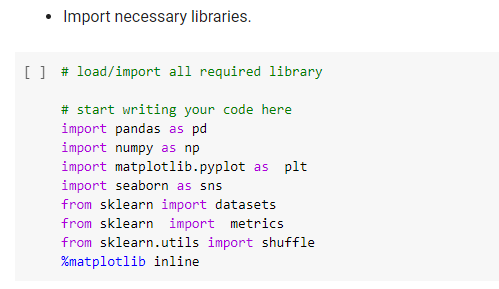 • Import necessary libraries.
[ ] # load/import all required library
# start writing your code here
import pandas as pd
import numpy as np
import matplotlib.pyplot as  plt
import seaborn as sns
from sklearn import datasets
from sklearn  import  metrics
from sklearn.utils import shuffle
%matplotlib inline